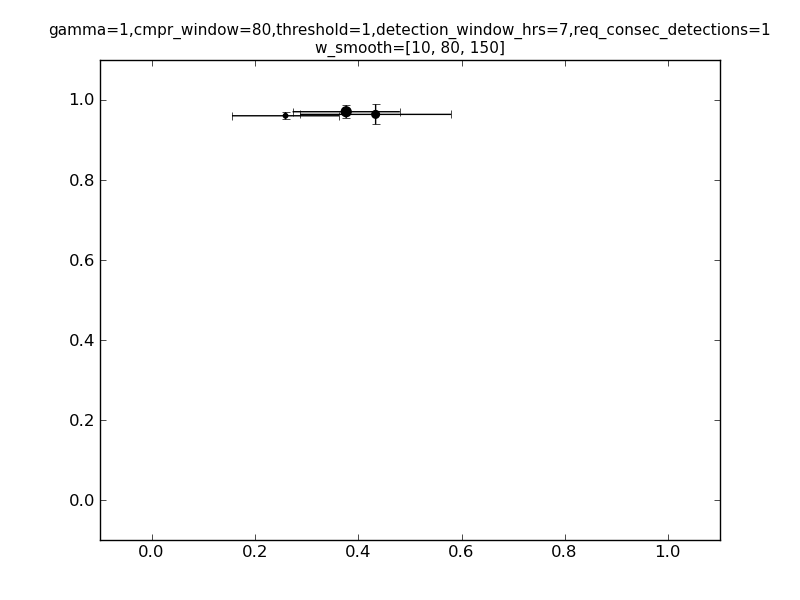 gamma=1,cmpr_window=80,threshold=1,detection_window_hrs=7,req_consec_detections=1
w_smooth=[10, 80, 150]
1.0
0.8
0.6
0.4
0.2
0.0
0.0 0.2 0.4 0.6 0.8 1.0